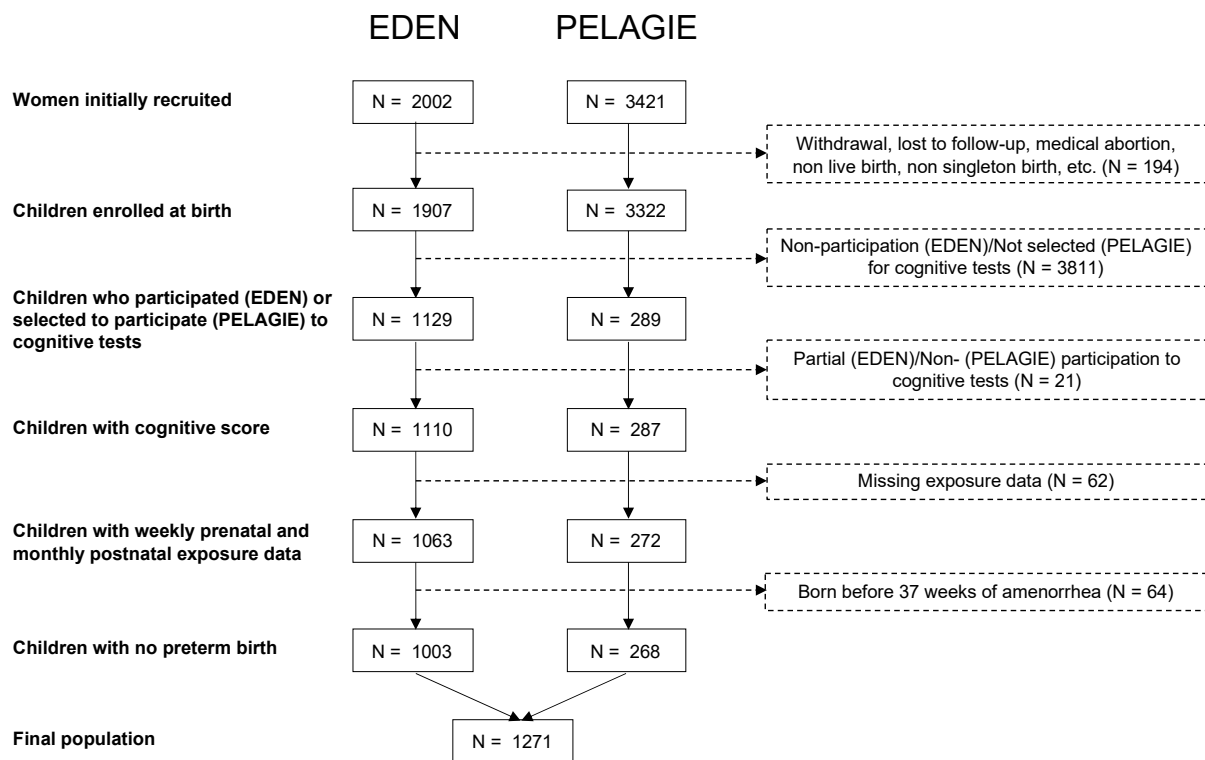 EDEN PELAGIE
Women initially recruited
N = 2002
N = 3421
Withdrawal, lost to follow-up, medical abortion,
non live birth, non singleton birth, etc. (N = 194)
Children enrolled at birth
N = 1907
N = 3322
Non-participation (EDEN)/Not selected (PELAGIE)
for cognitive tests (N = 3811)
Children who participated (EDEN) or
selected to participate (PELAGIE) to
cognitive tests
N = 1129
N = 289
Partial (EDEN)/Non- (PELAGIE) participation to
cognitive tests (N = 21)
Children with cognitive score
N = 1110
N = 287
Missing exposure data (N = 62)
Children with weekly prenatal and
monthly postnatal exposure data
N = 1063
N = 272
Born before 37 weeks of amenorrhea (N = 64)
Children with no preterm birth
N = 1003
N = 268
Final population
N = 1271